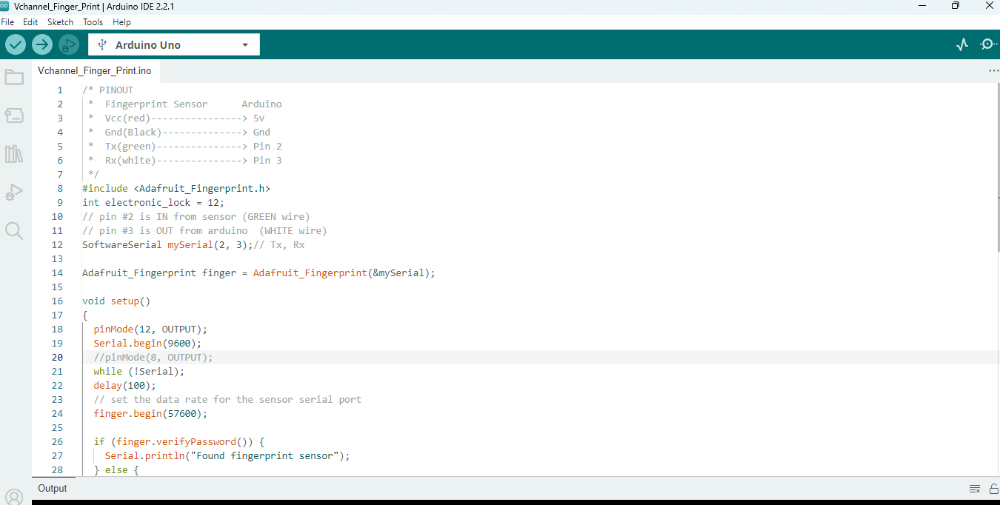 Vchannel_Finger_Print | Arduino IDE 2.2.1
File Edit Sketch Tools Help
Arduino Uno
Vchannel_Finger_Print.ino
1 /* PINOUT
2 * Fingerprint Sensor Arduino
3 * Vcc(red)----------------> 5v
4 * Gnd(Black)--------------> Gnd
5 * Tx(green)---------------> Pin 2
6 * Rx(white)---------------> Pin 3
7 */
8 #include <Adafruit_Fingerprint.h>
9 int electronic_lock = 12;
10 // pin #2 is IN from sensor (GREEN wire)
11 // pin #3 is OUT from arduino (WHITE wire)
12 SoftwareSerial mySerial(2, 3);// Tx, Rx
13
14 Adafruit_Fingerprint finger = Adafruit_Fingerprint(&mySerial);
15
16 void setup()
17 {
18 pinMode(12, OUTPUT);
19 Serial.begin(9600);
20 //pinMode(8, OUTPUT);
21 while (!Serial);
22 delay(100);
23 // set the data rate for the sensor serial port
24 finger.begin(57600);
25
26 if (finger.verifyPassword()) {
27 Serial.println("Found fingerprint sensor");
28 } else {
Output